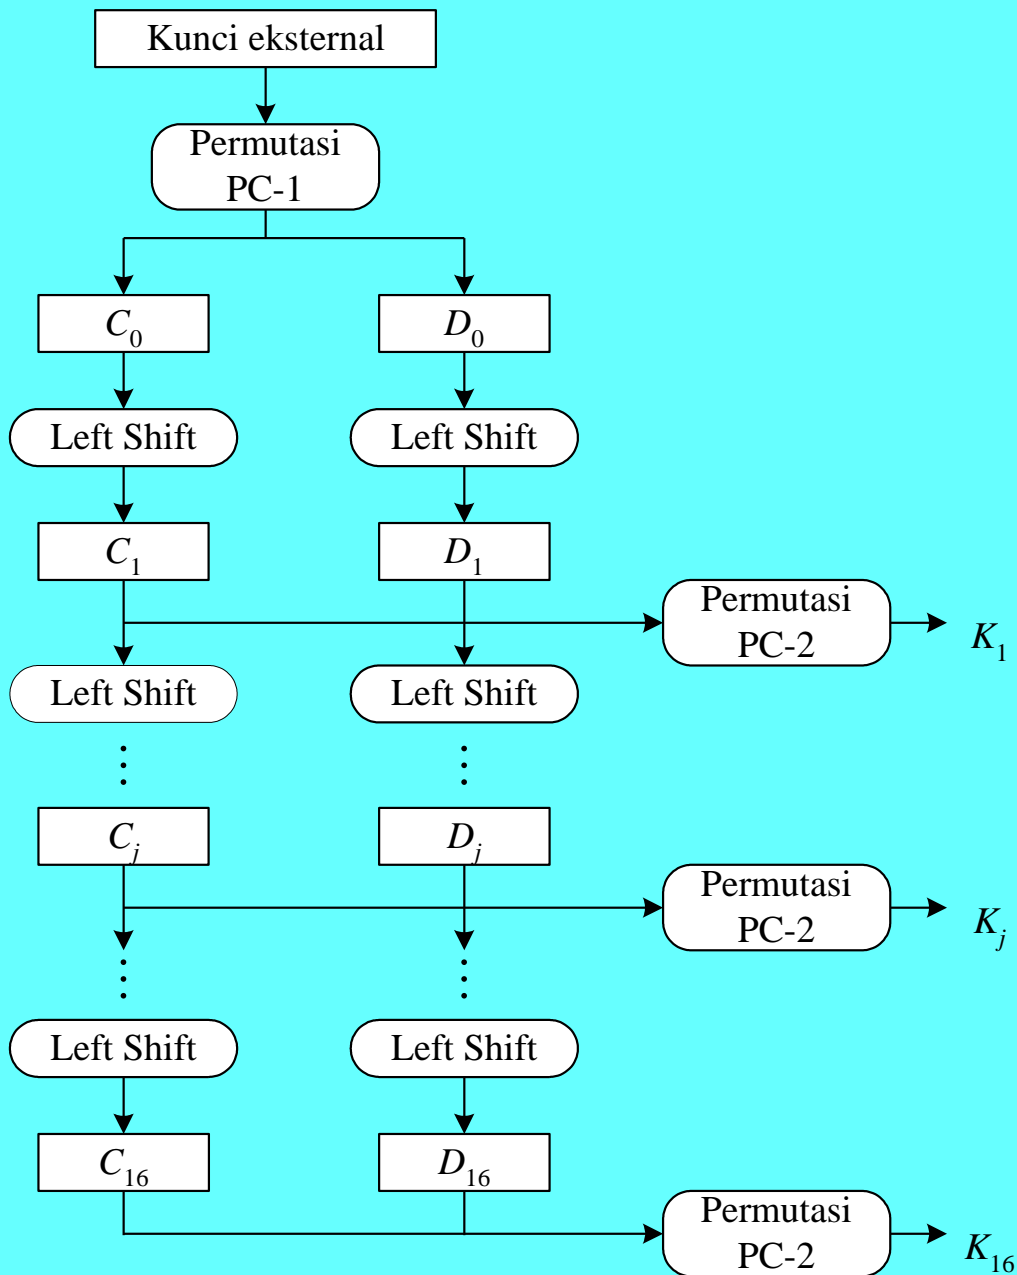 Kunci eksternal
Permutasi
PC-1
C0 D0
Left Shift Left Shift
C1 D1
Permutasi
PC-2
K1
Left Shift Left Shift
Cj Dj
Permutasi
PC-2
Kj
Left Shift Left Shift
C16 D16
Permutasi
PC-2
K16